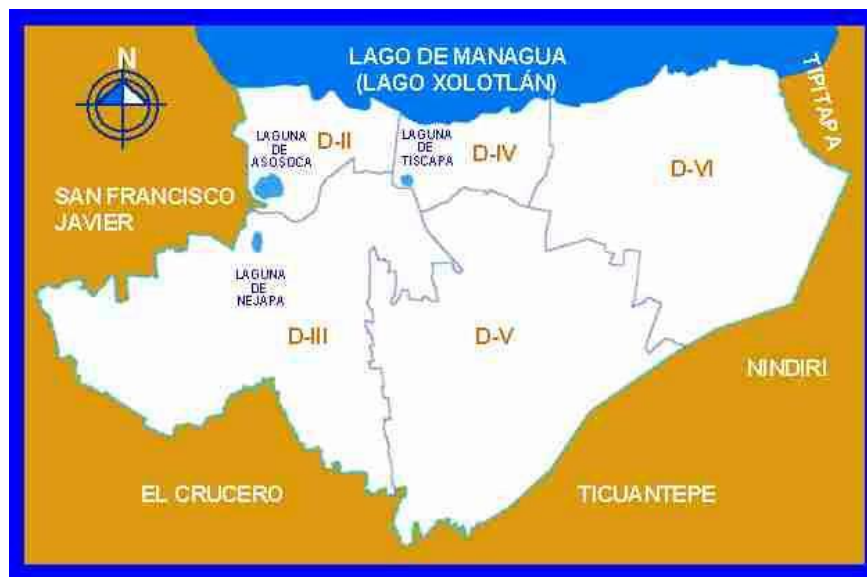 N
LAGO DE MANAGUA
(LAGO XOLOTLÁN)
TIPITAPA
LAGUNA
DE
ASOSOCA
D-II
LAGUNA
DE
TISCAPA
D-IV
D-VI
SAN FRANCISCO
JAVIER
LAGUNA
DE
NEJAPA
D-III
D-V
NINDIRI
EL CRUCERO
TICUANTEPE